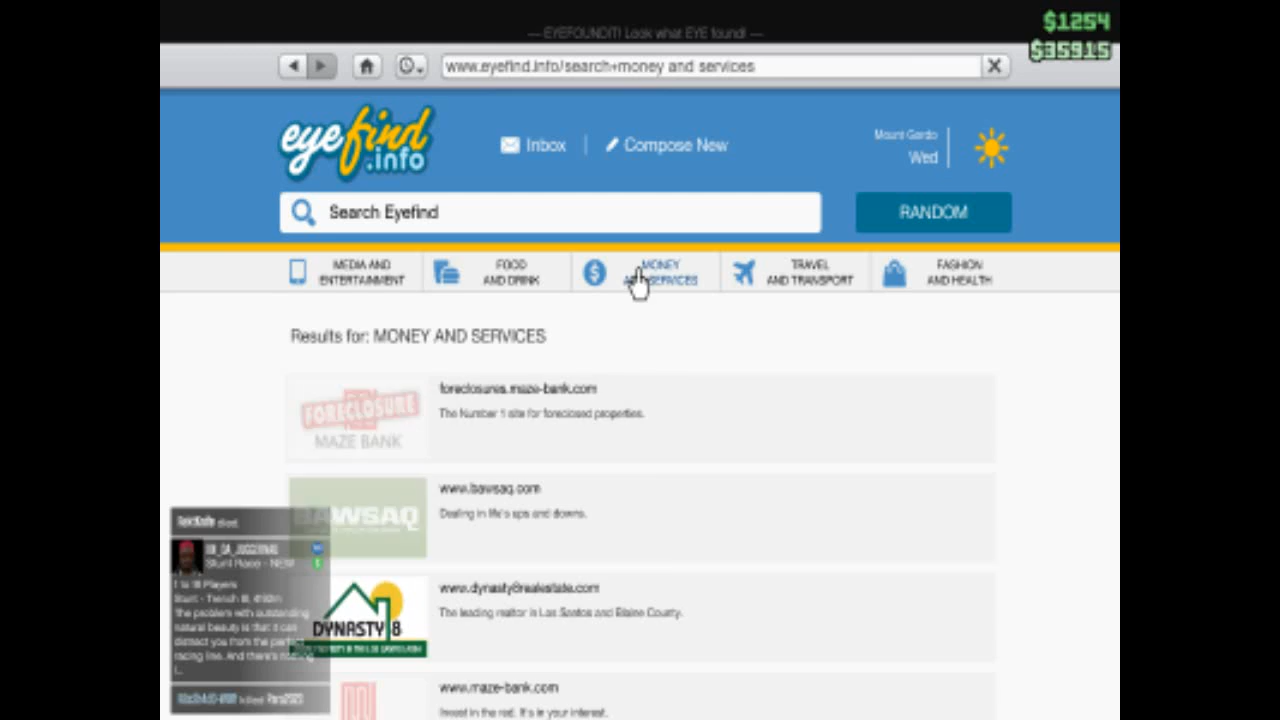 — EYEFOUNDIT! Look what EYE found! —
$1254
$35915
www.eyefind.info/search+money and services
eyefind.info
Inbox
Compose New
Mount Gordo
Wed
Search Eyefind
RANDOM
MEDIA AND ENTERTAINMENT
FOOD AND DRINK
MONEY SERVICES
TRAVEL AND TRANSPORT
FASHION AND HEALTH
Results for: MONEY AND SERVICES
FORECLOSURE
MAZE BANK
foreclosures.maze-bank.com
The Number 1 site for foreclosed properties.
BAWSAQ
www.bawsaq.com
Dealing in life's ups and downs.
DYNASTY 8
www.dynasty8realestate.com
The leading realtor in Los Santos and Blaine County.
www.maze-bank.com
Invest in the red. It's in your interest.
died.
Stunt Race - NEW
Players
Stunt - Trench III,
The problem with outstanding
natural beauty is that it can
distract you from the perfect
racing line. And there's nothing
killed